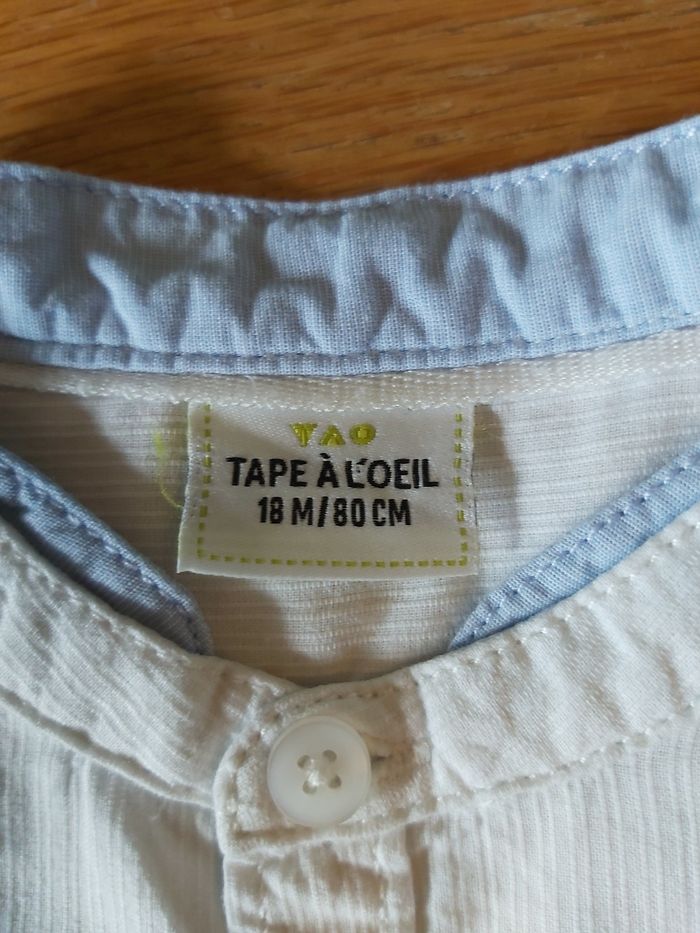 TAO
TAPE À L'OEIL
18 M/80 CM